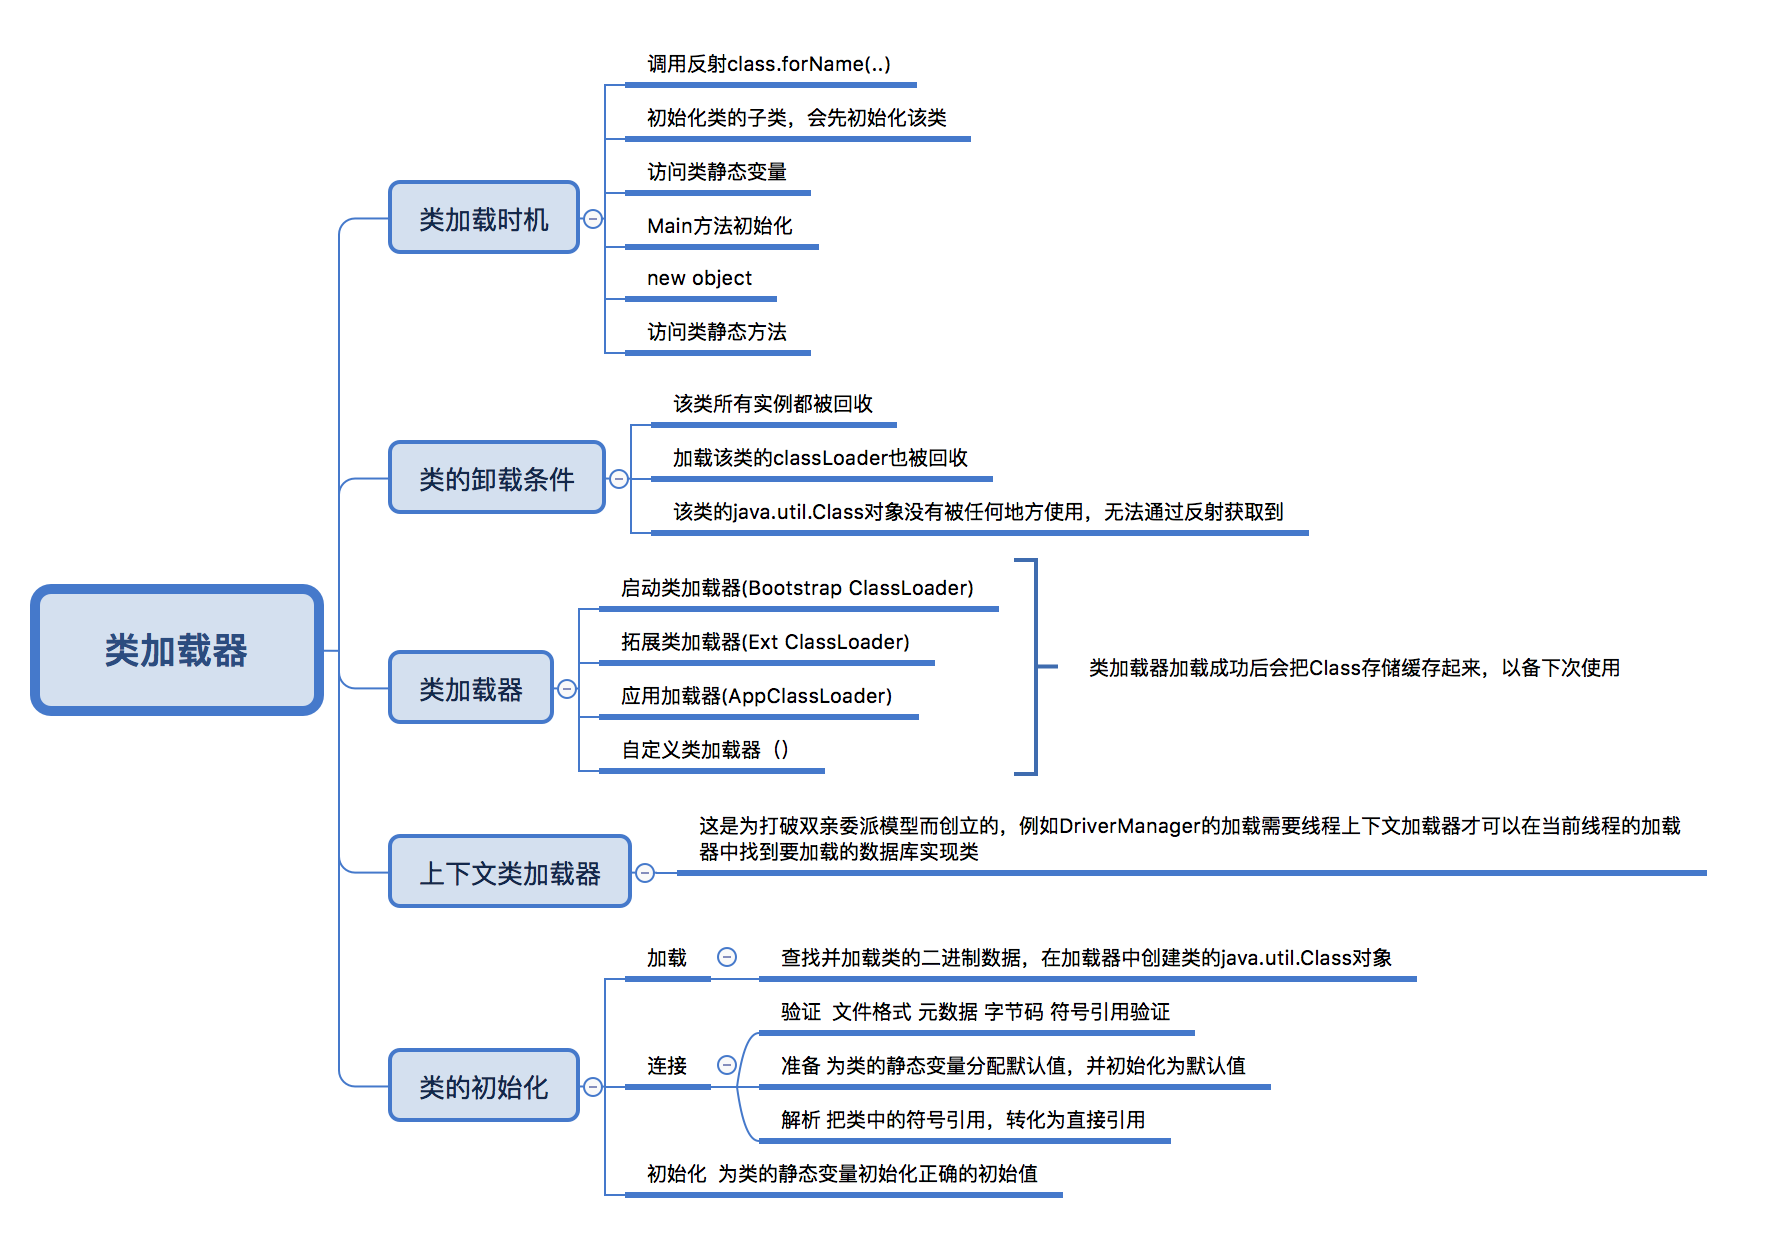 类加载器
类加载时机
调用反射class.forName(..)
初始化类的子类，会先初始化该类
访问类静态变量
Main方法初始化
new object
访问类静态方法
类的卸载条件
该类所有实例都被回收
加载该类的classLoader也被回收
该类的java.util.Class对象没有被任何地方使用，无法通过反射获取到
类加载器
启动类加载器(Bootstrap ClassLoader)
拓展类加载器(Ext ClassLoader)
应用加载器(AppClassLoader)
自定义类加载器（）
类加载器加载成功后会把Class存储缓存起来，以备下次使用
上下文类加载器
这是为打破双亲委派模型而创立的，例如DriverManager的加载需要线程上下文加载器才可以在当前线程的加载
器中找到要加载的数据库实现类
类的初始化
加载
查找并加载类的二进制数据，在加载器中创建类的java.util.Class对象
连接
验证  文件格式 元数据 字节码 符号引用验证
准备 为类的静态变量分配默认值，并初始化为默认值
解析 把类中的符号引用，转化为直接引用
初始化  为类的静态变量初始化正确的初始值